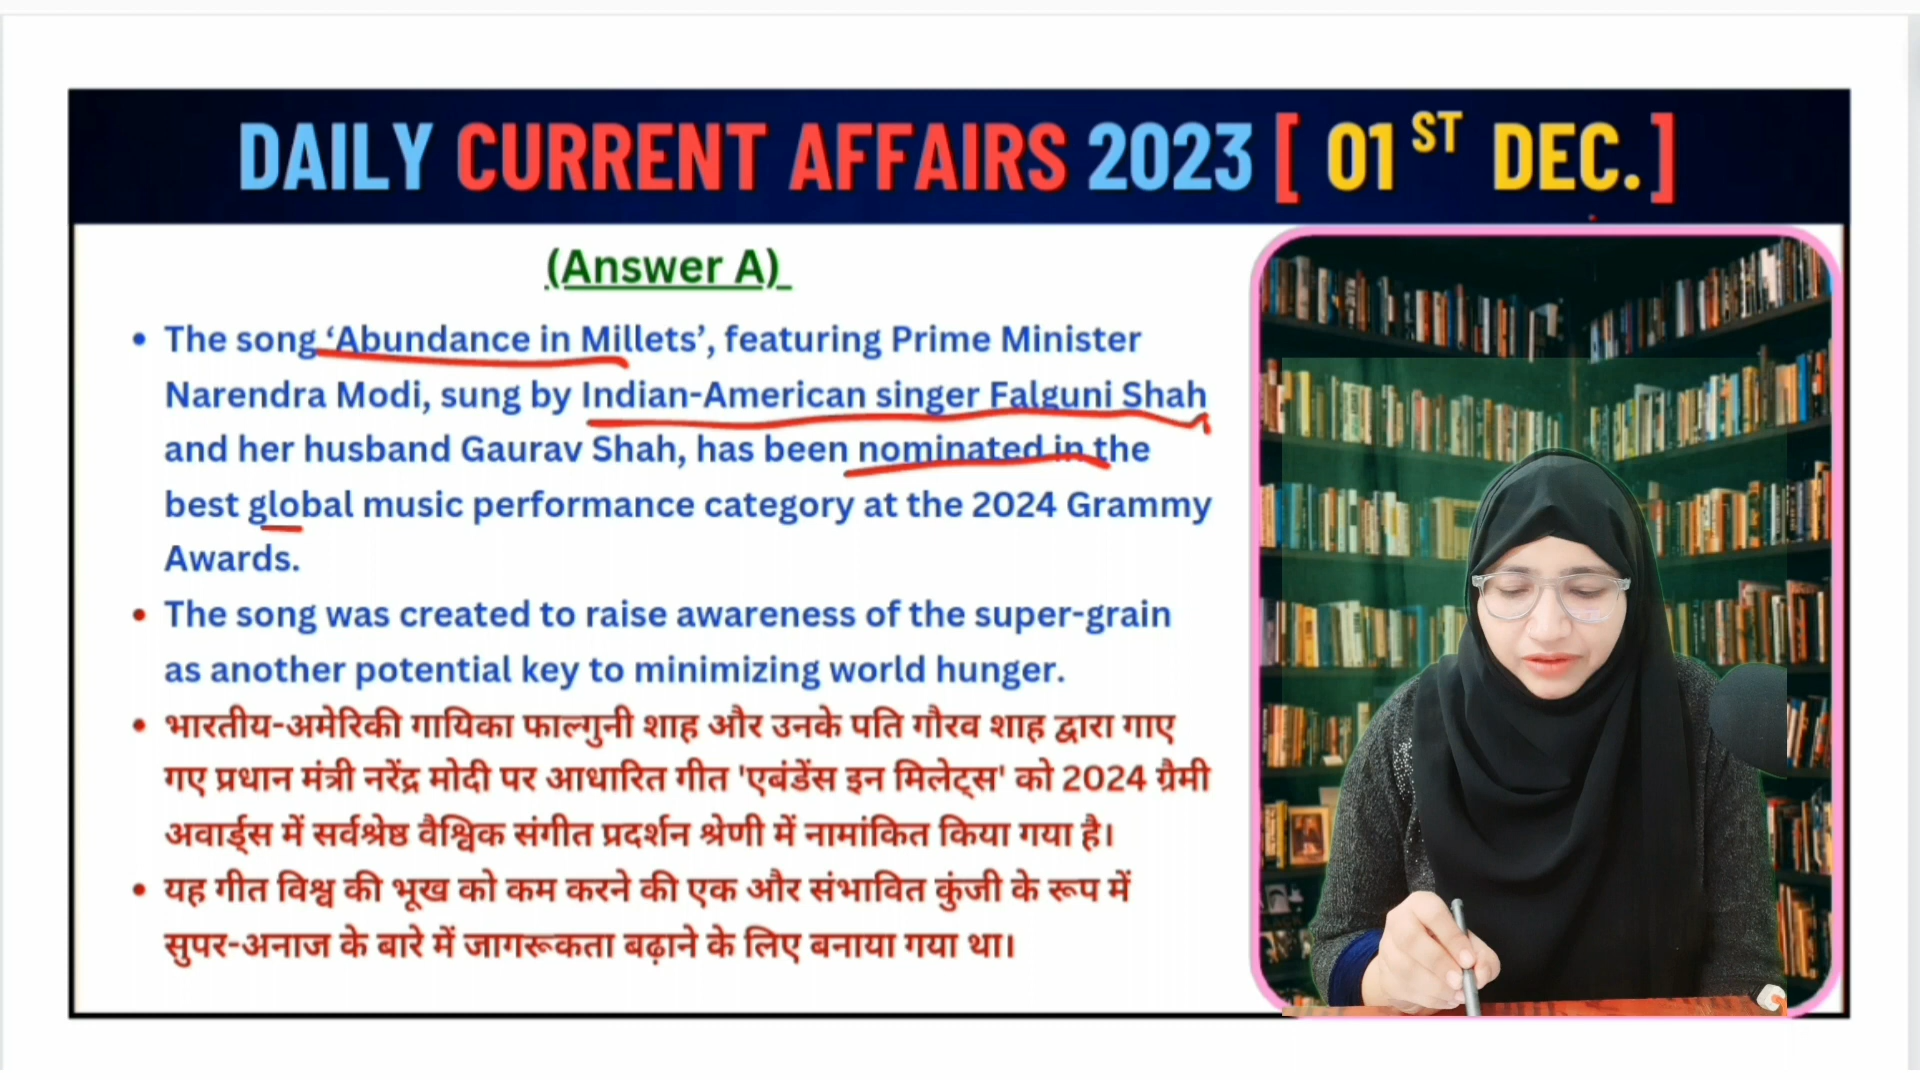 DAILY CURRENT AFFAIRS 2023 [ 01ST DEC.]
(Answer A)
• The song ‘Abundance in Millets’, featuring Prime Minister
Narendra Modi, sung by Indian-American singer Falguni Shah
and her husband Gaurav Shah, has been nominated in the
best global music performance category at the 2024 Grammy
Awards.
• The song was created to raise awareness of the super-grain
as another potential key to minimizing world hunger.
• भारतीय-अमेरिकी गायिका फाल्गुनी शाह और उनके पति गौरव शाह द्वारा गाए
गए प्रधान मंत्री नरेंद्र मोदी पर आधारित गीत 'एबंडेंस इन मिलेट्स' को 2024 ग्रैमी
अवार्ड्स में सर्वश्रेष्ठ वैश्विक संगीत प्रदर्शन श्रेणी में नामांकित किया गया है।
• यह गीत विश्व की भूख को कम करने की एक और संभावित कुंजी के रूप में
सुपर-अनाज के बारे में जागरूकता बढ़ाने के लिए बनाया गया था।